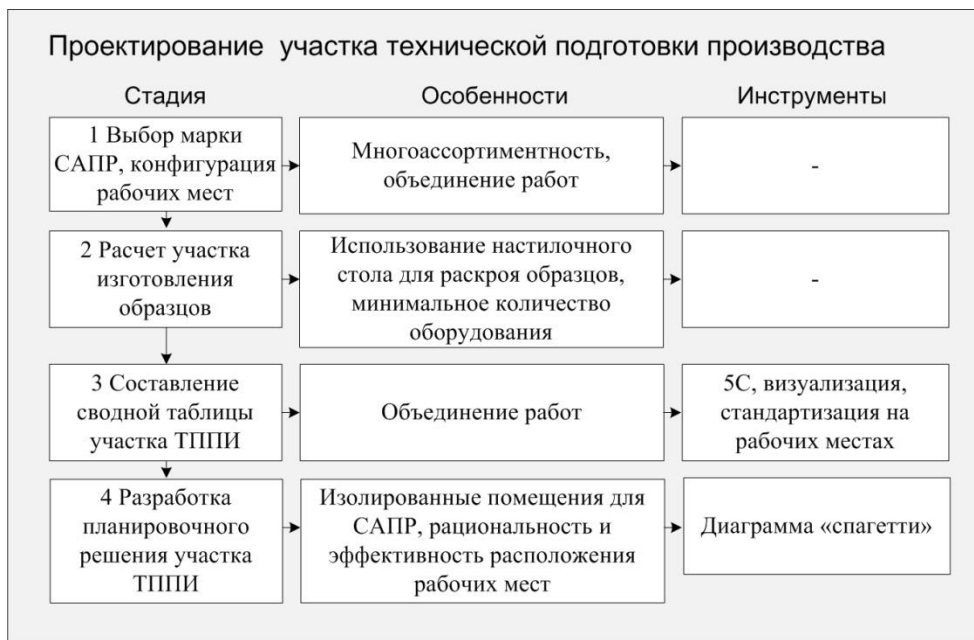 Проектирование участка технической подготовки производства
Стадия
Особенности
Инструменты
1 Выбор марки
САПР, конфигурация
рабочих мест
Многоассортиментность,
объединение работ
-
2 Расчет участка
изготовления
образцов
Использование настилочного
стола для раскроя образцов,
минимальное количество
оборудования
-
3 Составление
сводной таблицы
участка ТППИ
Объединение работ
5С, визуализация,
стандартизация на
рабочих местах
4 Разработка
планировочного
решения участка
ТППИ
Изолированные помещения для
САПР, рациональность и
эффективность расположения
рабочих мест
Диаграмма «спагетти»